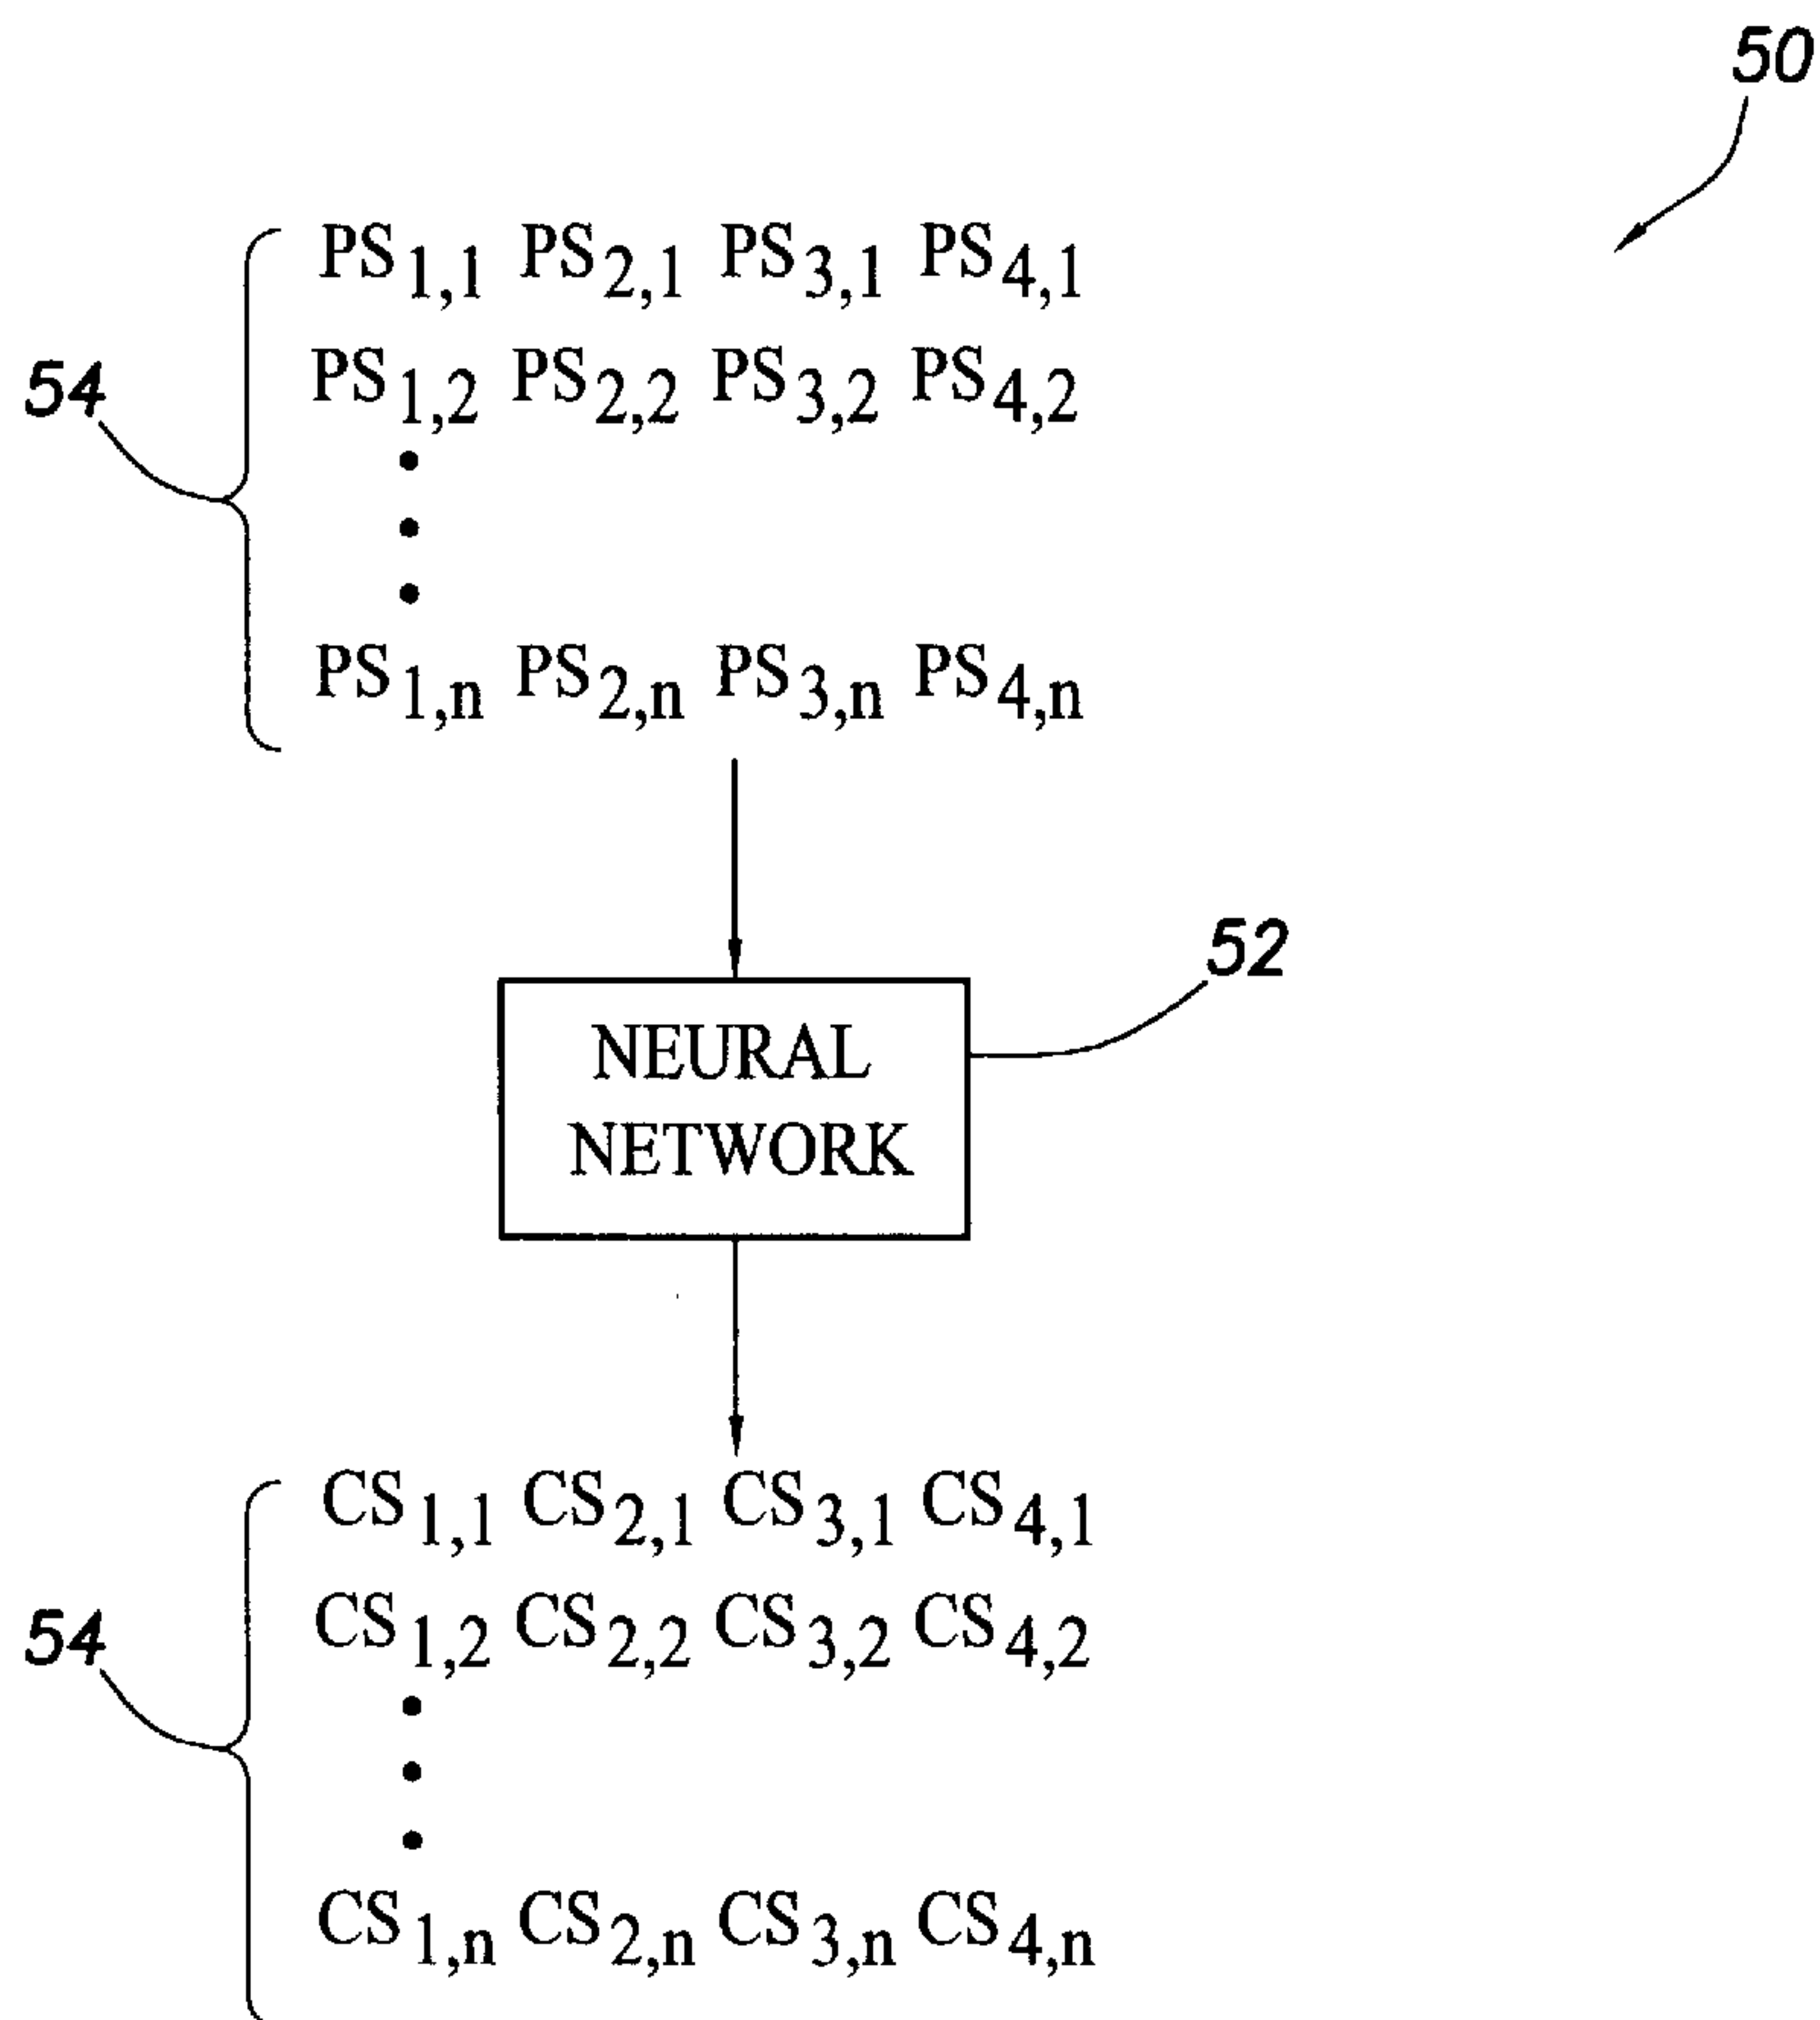 50
PS1,1 PS2,1 PS3,1 PS4,1
54
PS1,2 PS2,2 PS3,2 PS4,2
PS1,n PS2,n PS3,n PS4,n
52
NEURAL
NETWORK
CS1,1 CS2,1 CS3,1 CS4,1
54
CS1,2 CS2,2 CS3,2 CS4,2
CS1,n CS2,n CS3,n CS4,n